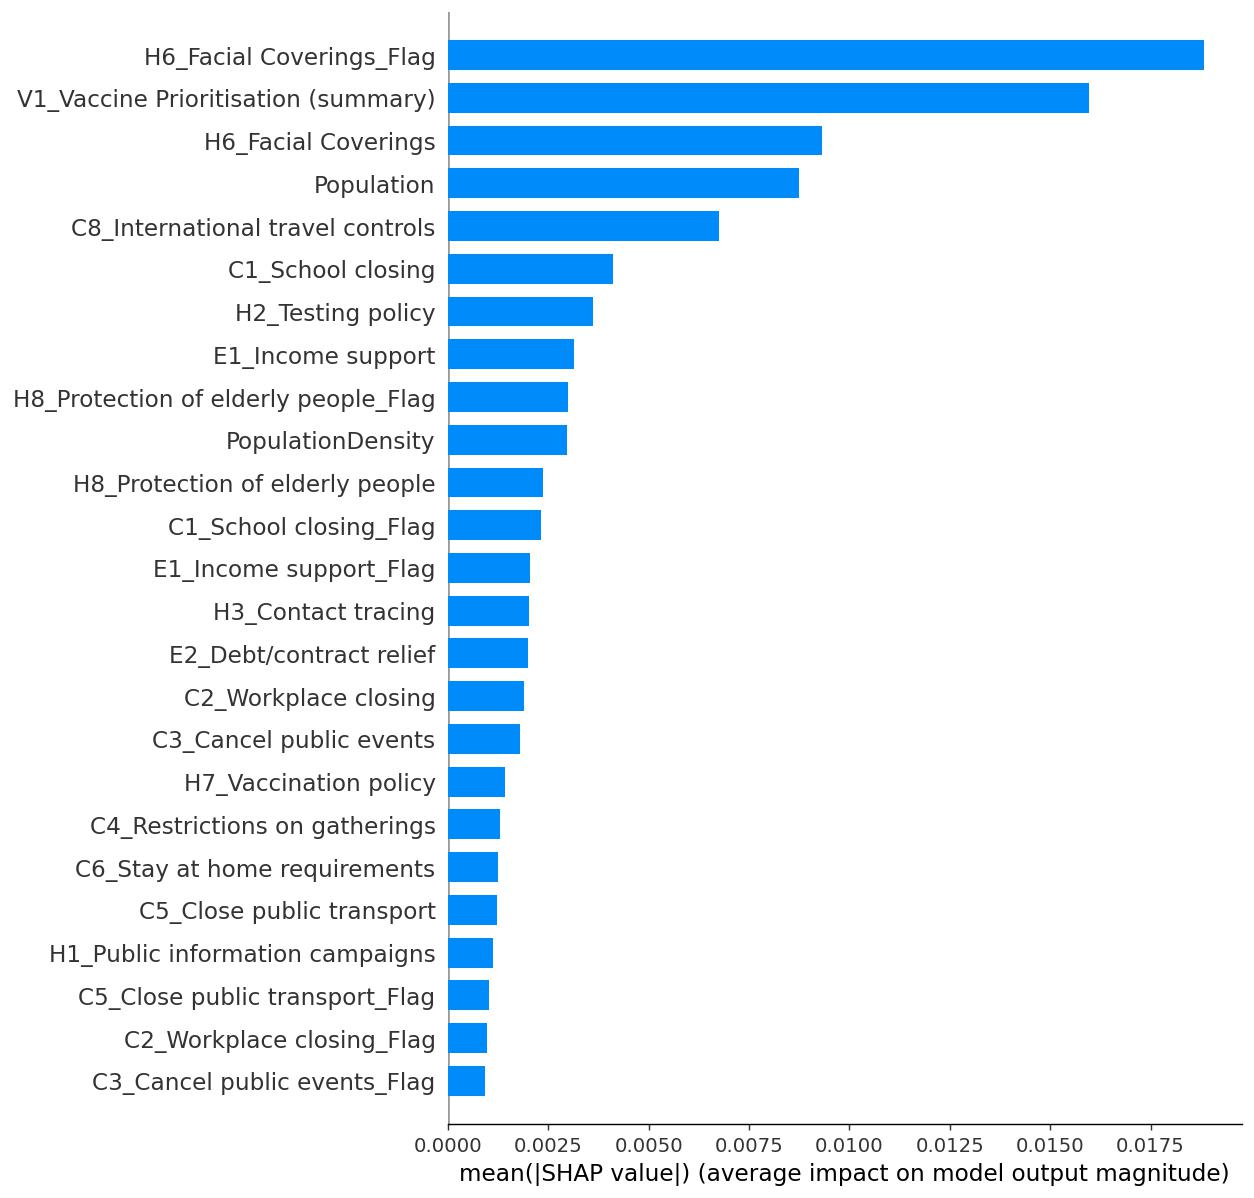 H6_Facial Coverings_Flag
V1_Vaccine Prioritisation (summary)
H6_Facial Coverings
Population
C8_International travel controls
C1_School closing
H2_Testing policy
E1_Income support
H8_Protection of elderly people_Flag
PopulationDensity
H8_Protection of elderly people
C1_School closing_Flag
E1_Income support_Flag
H3_Contact tracing
E2_Debt/contract relief
C2_Workplace closing
C3_Cancel public events
H7_Vaccination policy
C4_Restrictions on gatherings
C6_Stay at home requirements
C5_Close public transport
H1_Public information campaigns
C5_Close public transport_Flag
C2_Workplace closing_Flag
C3_Cancel public events_Flag
0.0000 0.0025 0.0050 0.0075 0.0100 0.0125 0.0150 0.0175
mean(|SHAP value|) (average impact on model output magnitude)